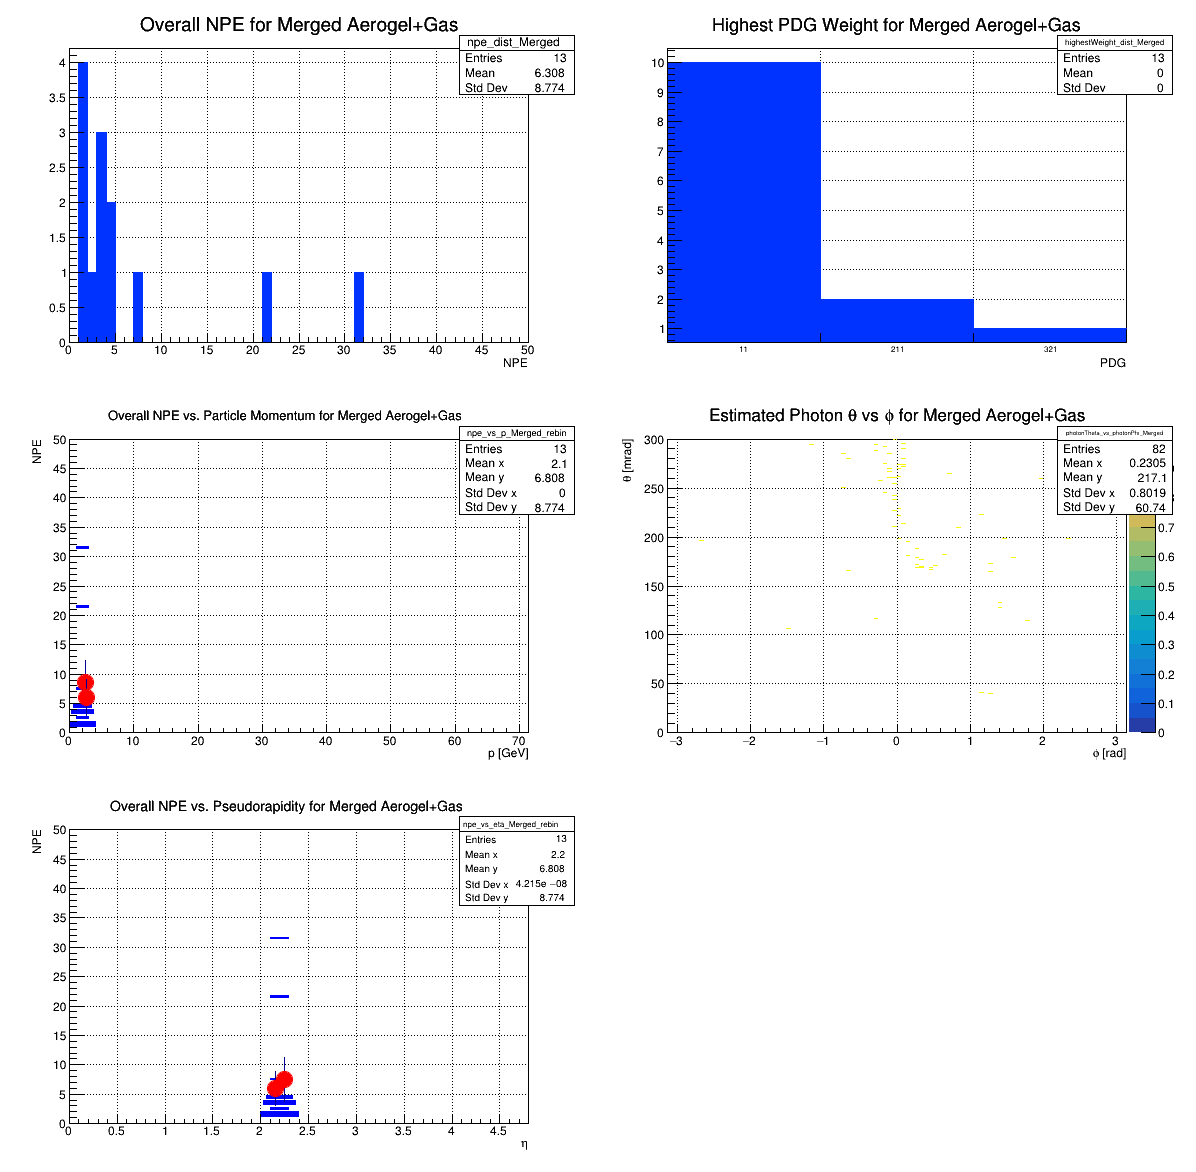 Overall NPE for Merged Aerogel+Gas
npe_dist_Merged
Entries 13
Mean 6.308
Std Dev 8.774
4
3.5
3
2.5
2
1.5
1
0.5
0
0 5 10 15 20 25 30 35 40 45 50
NPE
Highest PDG Weight for Merged Aerogel+Gas
highestWeight_dist_Merged
Entries 13
Mean 0
Std Dev 0
10
9
8
7
6
5
4
3
2
1
11 211 321
PDG
Overall NPE vs. Particle Momentum for Merged Aerogel+Gas
npe_vs_p_Merged_rebin
Entries 13
Mean x 2.1
Mean y 6.808
Std Dev x 0
Std Dev y 8.774
NPE
50
45
40
35
30
25
20
15
10
5
0
0 10 20 30 40 50 60 70
p [GeV]
Estimated Photon θ vs ϕ for Merged Aerogel+Gas
photonTheta_vs_photonPhi_Merged
Entries 82
Mean x 0.2305
Mean y 217.1
Std Dev x 0.8019
Std Dev y 60.74
θ [mrad]
300
250
200
150
100
50
0
−3 −2 −1 0 1 2 3
ϕ [rad]
0.7
0.6
0.5
0.4
0.3
0.2
0.1
0
Overall NPE vs. Pseudorapidity for Merged Aerogel+Gas
npe_vs_eta_Merged_rebin
Entries 13
Mean x 2.2
Mean y 6.808
Std Dev x 4.215e −08
Std Dev y 8.774
NPE
50
45
40
35
30
25
20
15
10
5
0
0 0.5 1 1.5 2 2.5 3 3.5 4 4.5
η